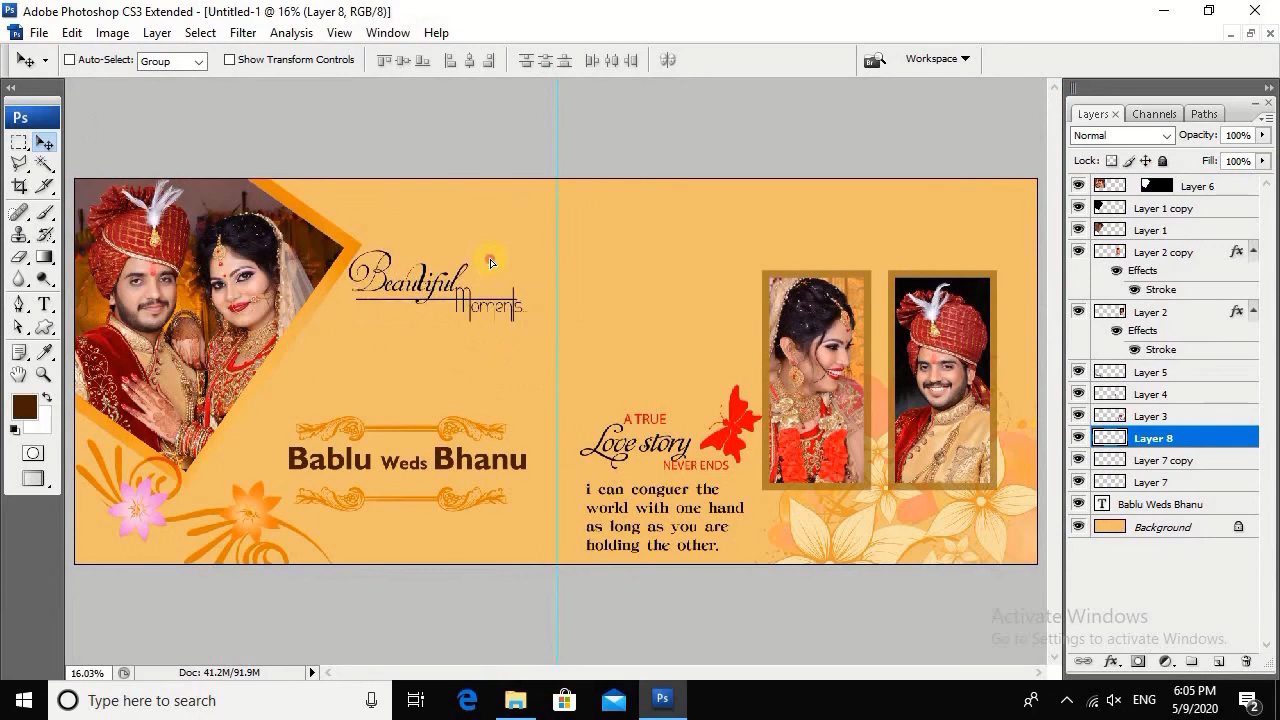 Adobe Photoshop CS3 Extended - [Untitled-1 @ 16% (Layer 8, RGB/8)]
File Edit Image Layer Select Filter Analysis View Window Help
Auto-Select: Group Show Transform Controls Workspace
Ps
Layers Channels Paths
Normal Opacity: 100%
Lock: Fill: 100%
Layer 6
Layer 1 copy
Layer 1
Layer 2 copy fx
Effects
Stroke
Layer 2 fx
Effects
Stroke
Layer 5
Layer 4
Layer 3
Layer 8
Layer 7 copy
Layer 7
Bablu Weds Bhanu
Background
Beautiful
Moments...
Bablu Weds Bhanu
A TRUE
Love story
NEVER ENDS
i can conquer the
world with one hand
as long as you are
holding the other.
Activate Windows
Go to Settings to activate Windows.
16.03% Doc: 41.2M/91.9M
Type here to search
ENG
6:05 PM
5/9/2020
2